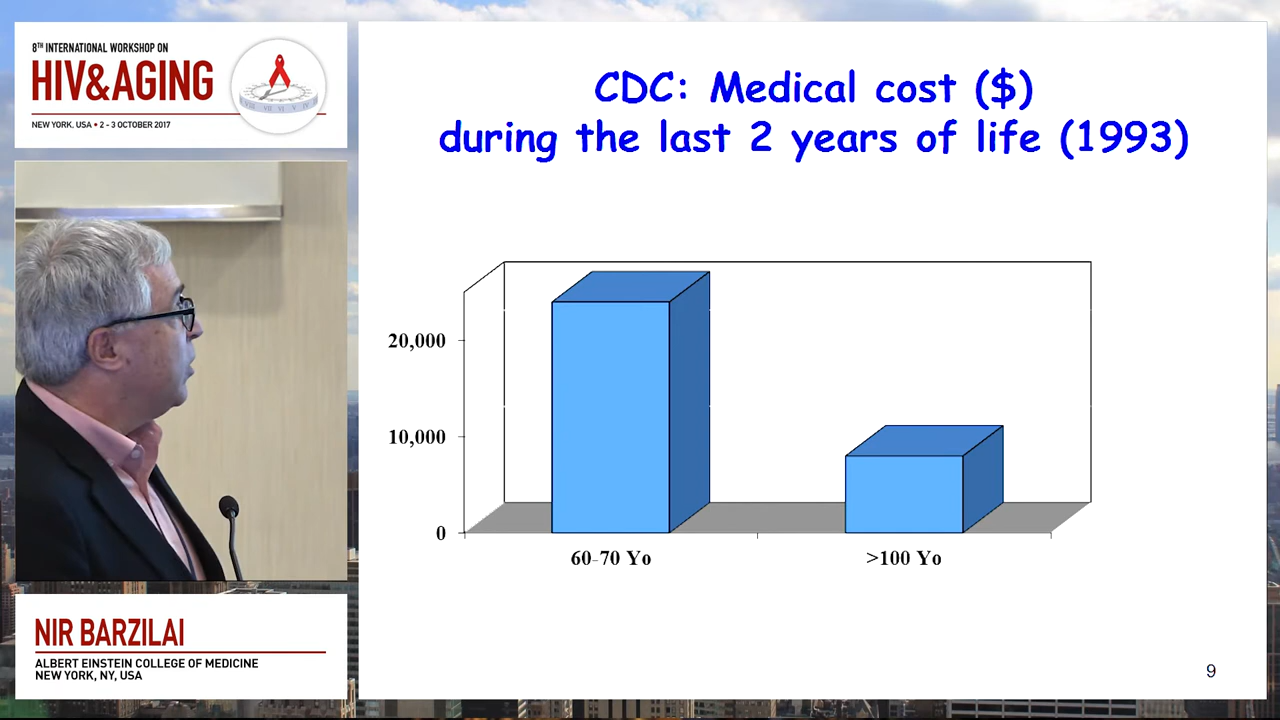 8TH INTERNATIONAL WORKSHOP ON
HIV&AGING
NEW YORK, USA • 2 - 3 OCTOBER 2017
NIR BARZILAI
ALBERT EINSTEIN COLLEGE OF MEDICINE
NEW YORK, NY, USA
CDC: Medical cost ($)
during the last 2 years of life (1993)
20,000
10,000
0
60-70 Yo
>100 Yo
9